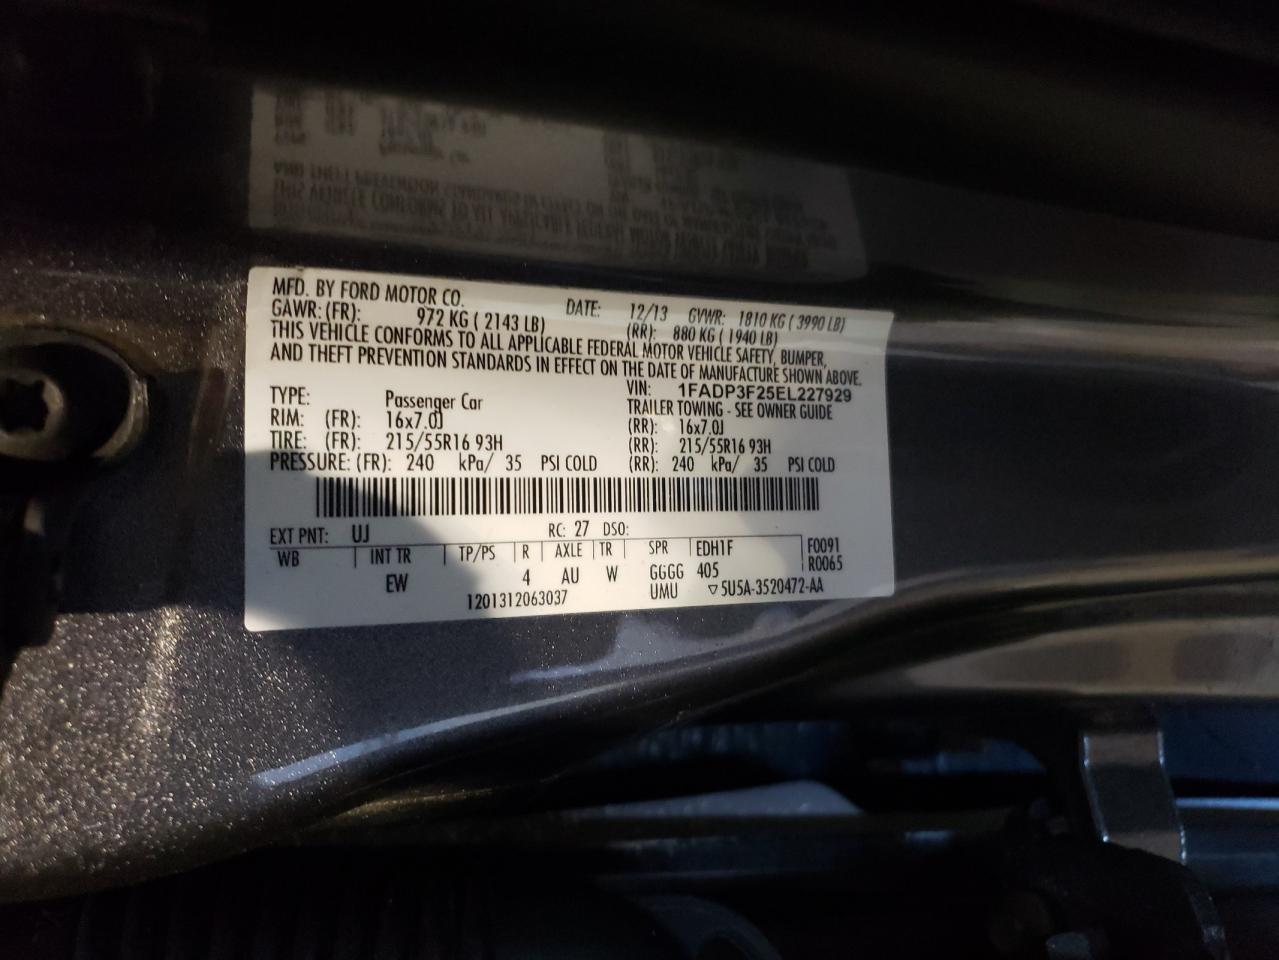 MFD. BY FORD MOTOR CO. DATE: 12/13 GVWR: 1810 KG ( 3990 LB)
GAWR: (FR): 972 KG ( 2143 LB) (RR): 880 KG ( 1940 LB)
THIS VEHICLE CONFORMS TO ALL APPLICABLE FEDERAL MOTOR VEHICLE SAFETY, BUMPER,
AND THEFT PREVENTION STANDARDS IN EFFECT ON THE DATE OF MANUFACTURE SHOWN ABOVE.
VIN: 1FADP3F25EL227929
TYPE: Passenger Car TRAILER TOWING - SEE OWNER GUIDE
RIM: (FR): 16x7.0J (RR): 16x7.0J
TIRE: (FR): 215/55R16 93H (RR): 215/55R16 93H
PRESSURE: (FR): 240 kPa/ 35 PSI COLD (RR): 240 kPa/ 35 PSI COLD
EXT PNT: UJ RC: 27 DSO:
WB INT TR TP/PS R AXLE TR SPR EDH1F F0091
EW 4 AU W GGGG 405 R0065
1201312063037 UMU ▽5U5A-3520472-AA